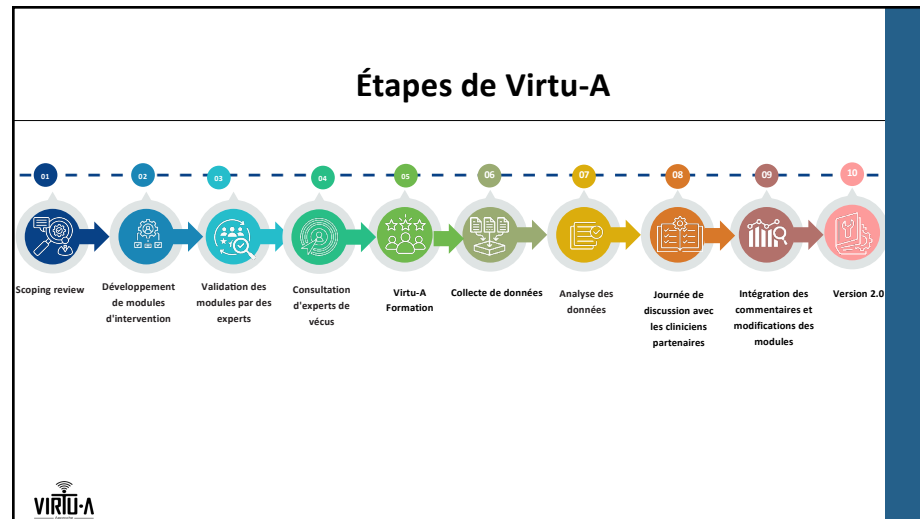 Étapes de Virtu-A
01
02
03
04
05
06
07
08
09
10
Scoping review
Développement
de modules
d'intervention
Validation des
modules par des
experts
Consultation
d'experts de
vécus
Virtu-A
Formation
Collecte de données
Analyse des
données
Journée de
discussion avec
les cliniciens
partenaires
Intégration des
commentaires et
modifications des
modules
Version 2.0
VIRTU-A